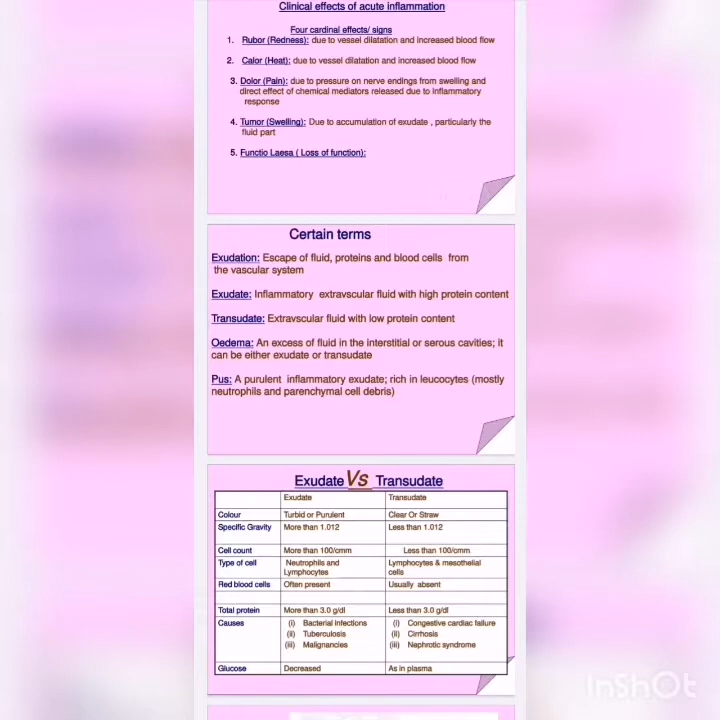 Clinical effects of acute inflammation
Four cardinal effects/ signs
1. Rubor (Redness): due to vessel dilatation and increased blood flow
2. Calor (Heat): due to vessel dilatation and increased blood flow
3. Dolor (Pain): due to pressure on nerve endings from swelling and
direct effect of chemical mediators released due to inflammatory
response
4. Tumor (Swelling): Due to accumulation of exudate , particularly the
fluid part
5. Functio Laesa ( Loss of function):
Certain terms
Exudation: Escape of fluid, proteins and blood cells from
the vascular system
Exudate: Inflammatory extravscular fluid with high protein content
Transudate: Extravscular fluid with low protein content
Oedema: An excess of fluid in the interstitial or serous cavities; it
can be either exudate or transudate
Pus: A purulent inflammatory exudate; rich in leucocytes (mostly
neutrophils and parenchymal cell debris)
Exudate Vs Transudate
Exudate Transudate
Colour Turbid or Purulent Clear Or Straw
Specific Gravity More than 1.012 Less than 1.012
Cell count More than 100/cmm Less than 100/cmm
Type of cell Neutrophils and Lymphocytes & mesothelial
Lymphocytes cells
Red blood cells Often present Usually absent
Total protein More than 3.0 g/dl Less than 3.0 g/dl
Causes (i) Bacterial infections (i) Congestive cardiac failure
(ii) Tuberculosis (ii) Cirrhosis
(iii) Malignancies (iii) Nephrotic syndrome
Glucose Decreased As in plasma
InShOt